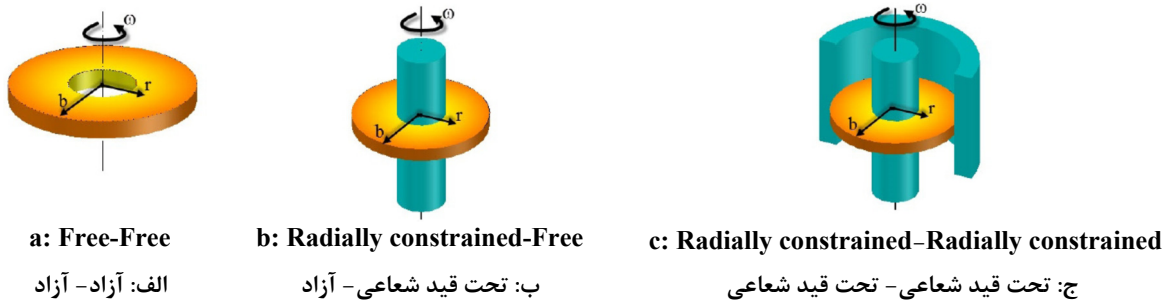 ω
r
b
ω
r
b
ω
r
b
a: Free-Free
b: Radially constrained-Free
c: Radially constrained–Radially constrained
الف: آزاد- آزاد
ب: تحت قید شعاعی- آزاد
ج: تحت قید شعاعی- تحت قید شعاعی